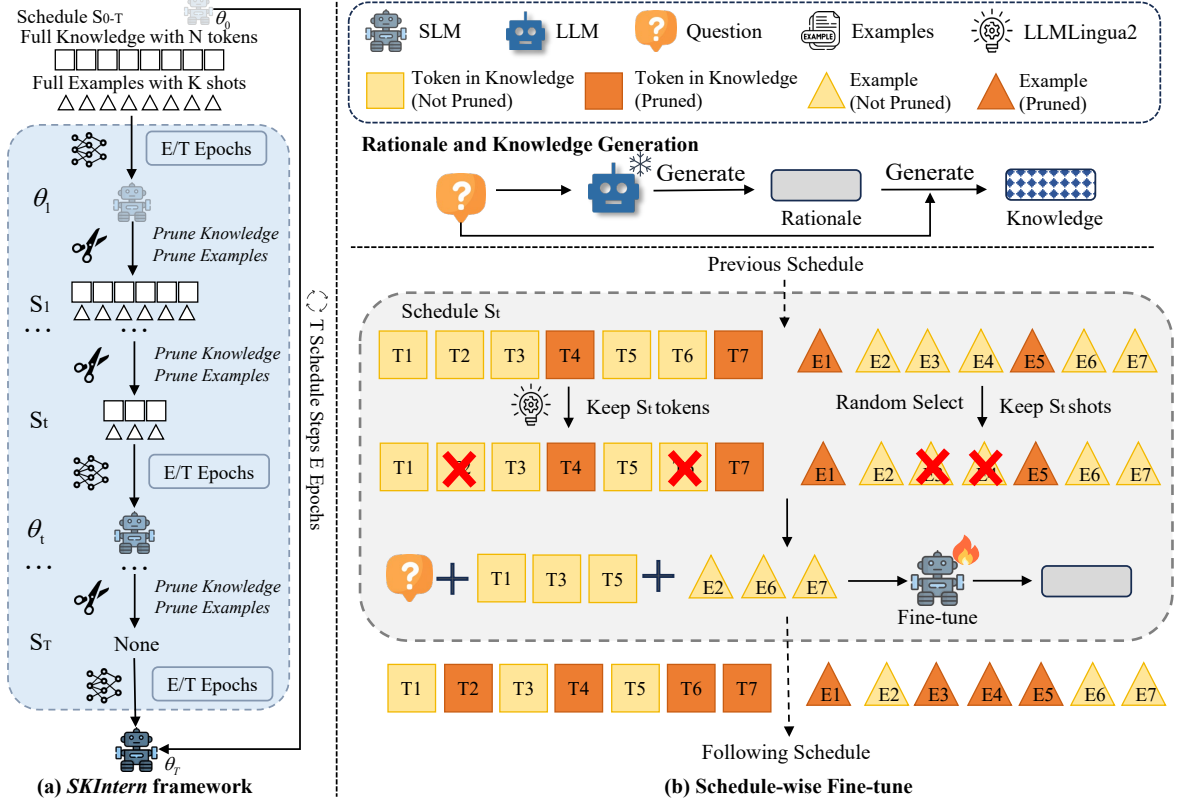 Schedule S0-T
θ0
Full Knowledge with N tokens
Full Examples with K shots
E/T Epochs
θ1
Prune Knowledge
Prune Examples
S1
...
...
Prune Knowledge
Prune Examples
St
E/T Epochs
θt
...
...
Prune Knowledge
Prune Examples
ST
None
E/T Epochs
θT
T Schedule Steps E Epochs
(a) SKIntern framework
SLM
LLM
Question
EXAMPLE
Examples
LLMLingua2
Token in Knowledge
(Not Pruned)
Token in Knowledge
(Pruned)
Example
(Not Pruned)
Example
(Pruned)
Rationale and Knowledge Generation
?
Generate
Rationale
Generate
Knowledge
Previous Schedule
Schedule St
T1 T2 T3 T4 T5 T6 T7
E1 E2 E3 E4 E5 E6 E7
Keep St tokens
Random Select
Keep St shots
T1 T3 T4 T5 T7
E1 E2 E5 E6 E7
? + T1 T3 T5 + E2 E6 E7
Fine-tune
T1 T2 T3 T4 T5 T6 T7
E1 E2 E3 E4 E5 E6 E7
Following Schedule
(b) Schedule-wise Fine-tune